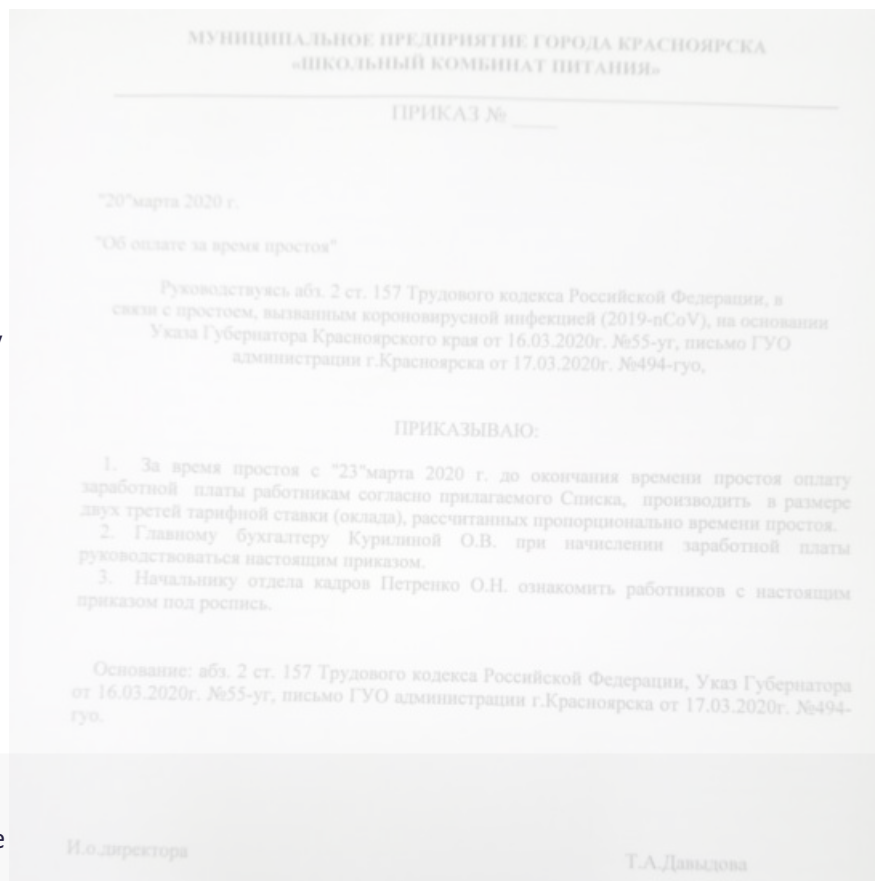 МУНИЦИПАЛЬНОЕ ПРЕДПРИЯТИЕ ГОРОДА КРАСНОЯРСКА
«ШКОЛЬНЫЙ КОМБИНАТ ПИТАНИЯ»
ПРИКАЗ № ____
"20"марта 2020 г.
"Об оплате за время простоя"
Руководствуясь абз. 2 ст. 157 Трудового кодекса Российской Федерации, в
связи с простоем, вызванным короновирусной инфекцией (2019-nCoV), на основании
Указа Губернатора Красноярского края от 16.03.2020г. №55-уг, письмо ГУО
администрации г.Красноярска от 17.03.2020г. №494-гуо,
ПРИКАЗЫВАЮ:
1. За время простоя с "23"марта 2020 г. до окончания времени простоя оплату
заработной платы работникам согласно прилагаемого Списка, производить в размере
двух третей тарифной ставки (оклада), рассчитанных пропорционально времени простоя.
2. Главному бухгалтеру Курилиной О.В. при начислении заработной платы
руководствоваться настоящим приказом.
3. Начальнику отдела кадров Петренко О.Н. ознакомить работников с настоящим
приказом под роспись.
Основание: абз. 2 ст. 157 Трудового кодекса Российской Федерации, Указ Губернатора
от 16.03.2020г. №55-уг, письмо ГУО администрации г.Красноярска от 17.03.2020г. №494-
гуо.
И.о.директора
Т.А.Давыдова